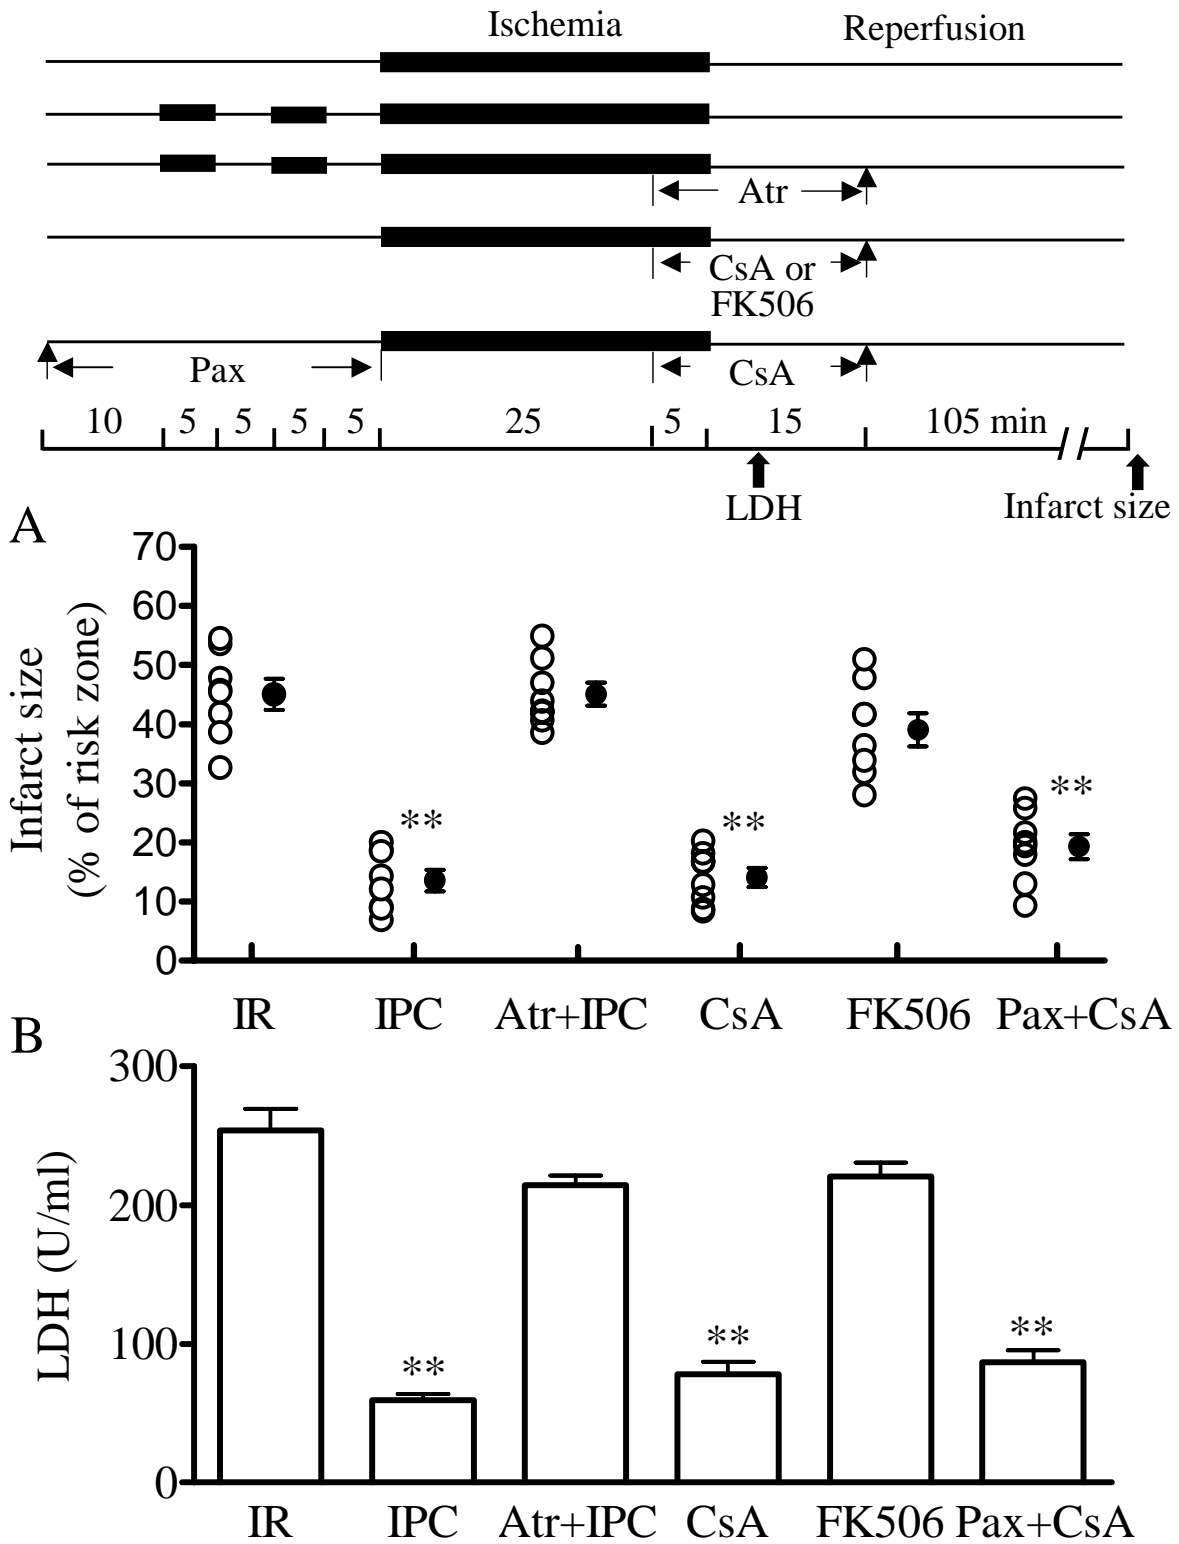 Ischemia
Reperfusion
Atr
CsA or
FK506
Pax
CsA
10 5 5 5 5 25 5 15 105 min
LDH
Infarct size
A
Infarct size
(% of risk zone)
70
60
50
40
30
20
10
0
**
**
**
IR IPC Atr+IPC CsA FK506 Pax+CsA
B
LDH (U/ml)
300
200
100
0
**
**
**
IR IPC Atr+IPC CsA FK506 Pax+CsA